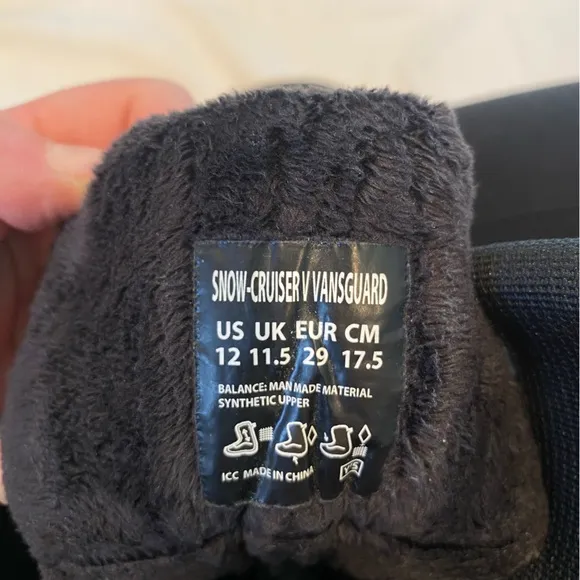 SNOW-CRUISER V VANSGUARD
US UK EUR CM
12 11.5 29 17.5
BALANCE: MAN MADE MATERIAL
SYNTHETIC UPPER
Y-S
ICC MADE IN CHINA